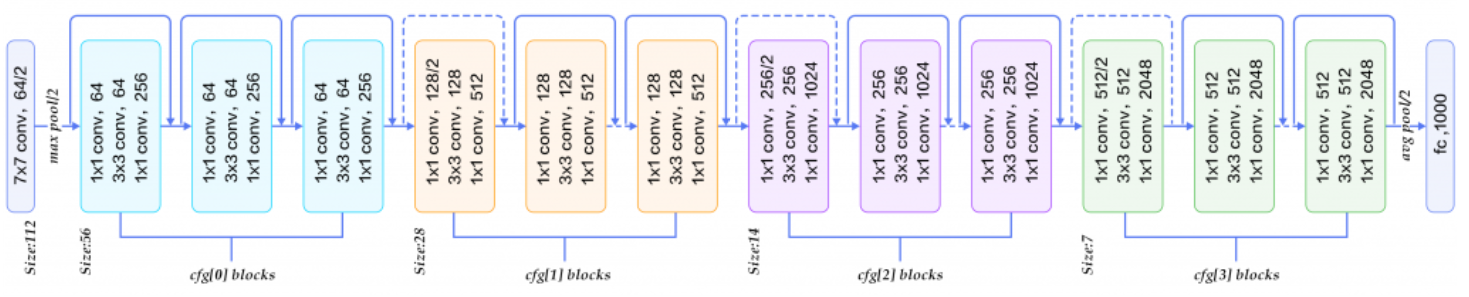 7x7 conv, 64/2
max pool/2
1x1 conv, 64
3x3 conv, 64
1x1 conv, 256
1x1 conv, 64
3x3 conv, 64
1x1 conv, 256
1x1 conv, 64
3x3 conv, 64
1x1 conv, 256
1x1 conv, 128/2
3x3 conv, 128
1x1 conv, 512
1x1 conv, 128
3x3 conv, 128
1x1 conv, 512
1x1 conv, 128
3x3 conv, 128
1x1 conv, 512
1x1 conv, 256/2
3x3 conv, 256
1x1 conv, 1024
1x1 conv, 256
3x3 conv, 256
1x1 conv, 1024
1x1 conv, 256
3x3 conv, 256
1x1 conv, 1024
1x1 conv, 512/2
3x3 conv, 512
1x1 conv, 2048
1x1 conv, 512
3x3 conv, 512
1x1 conv, 2048
1x1 conv, 512
3x3 conv, 512
1x1 conv, 2048
avg pool/2
fc ,1000
Size:112
Size:56
cfg[0] blocks
Size:28
cfg[1] blocks
Size:14
cfg[2] blocks
Size:7
cfg[3] blocks